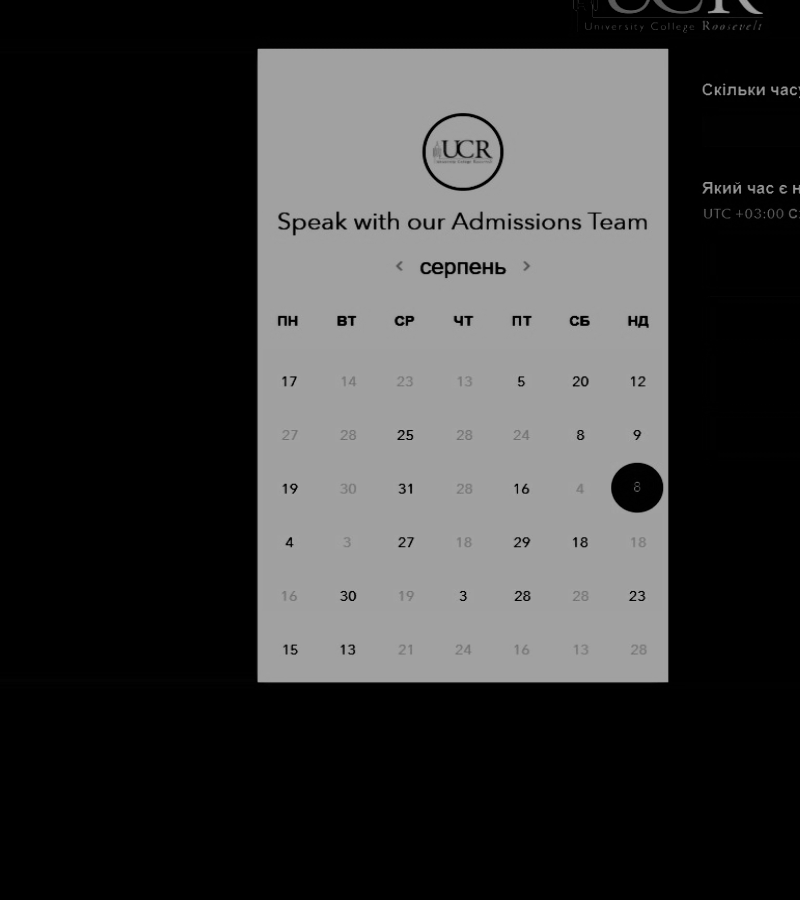 UCR
University College Roosevelt
Скільки часу
UCR
Speak with our Admissions Team
Який час є н
UTC +03:00
серпень
ПН ВТ СР ЧТ ПТ СБ НД
17 14 23 13 5 20 12
27 28 25 28 24 8 9
19 30 31 28 16 4 8
4 3 27 18 29 18 18
16 30 19 3 28 28 23
15 13 21 24 16 13 28